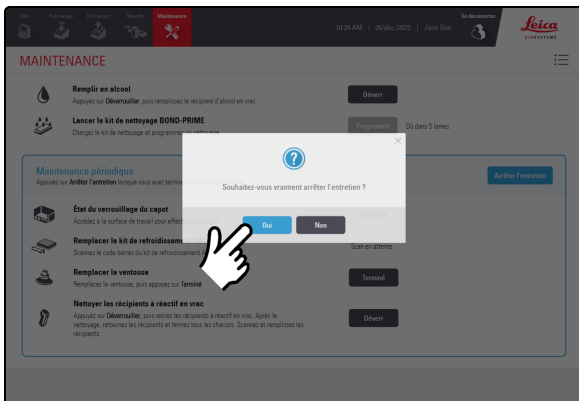 État Précharger Décharger Réactifs Maintenance
10:29 AM | 05/déc./2022 | Jane Doe
Se déconnecter
Leica
BIOSYSTEMS
MAINTENANCE
Remplir en alcool
Appuyez sur Déverrouiller, puis remplissez le récipient d'alcool en vrac.
Déverr
Lancer le kit de nettoyage BOND-PRIME
Chargez le kit de nettoyage et programmez un nettoyage.
Programmé
Dû dans 5 lames
Maintenance périodique
Appuyez sur Arrêter l'entretien lorsque vous avez terminé
Arrêter l'entretien
Souhaitez-vous vraiment arrêter l'entretien ?
Oui
Non
État du verrouillage du capot
Accédez à la surface de travail pour effect
Remplacer le kit de refroidissem
Scannez le code-barres du kit de refroidissement A
Scan en attente
Remplacer la ventouse
Remplacez la ventouse, puis appuyez sur Terminé
Terminé
Nettoyer les récipients à réactif en vrac
Appuyez sur Déverrouiller, puis retirez les récipients à réactif en vrac. Après le
nettoyage, retournez les récipients et fermez tous les chariots. Scannez et remplissez les
récipients.
Déverr